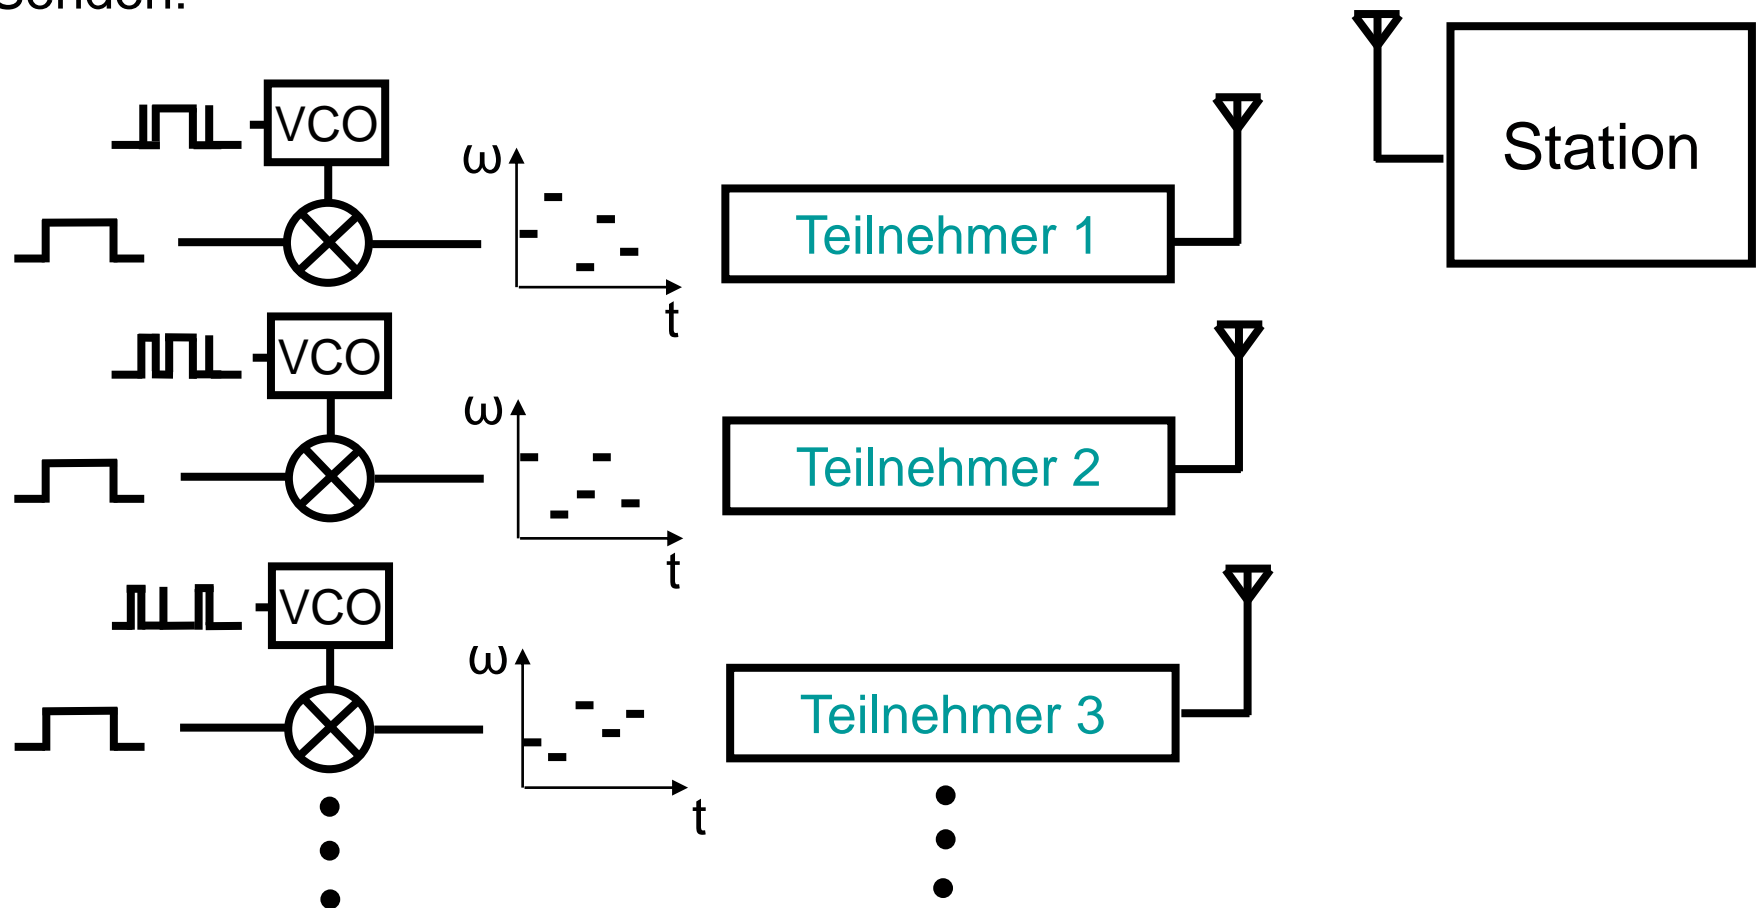 VCO
ω
t
Teilnehmer 1
Station
VCO
ω
t
Teilnehmer 2
VCO
ω
t
Teilnehmer 3